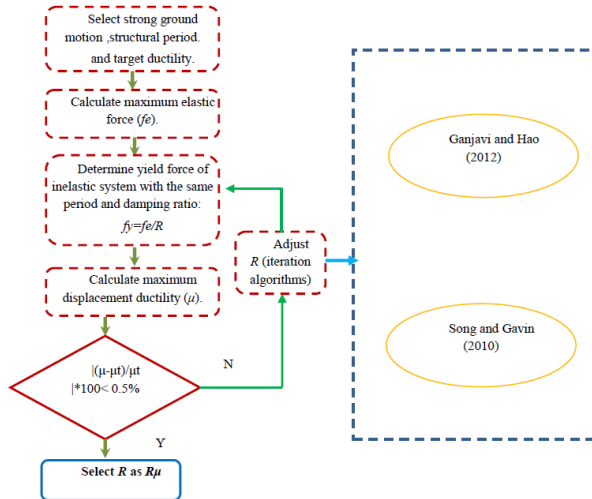 Select strong ground
motion ,structural period.
and target ductility.
Calculate maximum elastic
force (fe).
Determine yield force of
inelastic system with the same
period and damping ratio:
fy=fe/R
Calculate maximum
displacement ductility (μ).
|(μ-μt)/μt
|*100< 0.5%
N
Y
Select R as Rμ
Adjust
R (iteration
algorithms)
Ganjavi and Hao
(2012)
Song and Gavin
(2010)